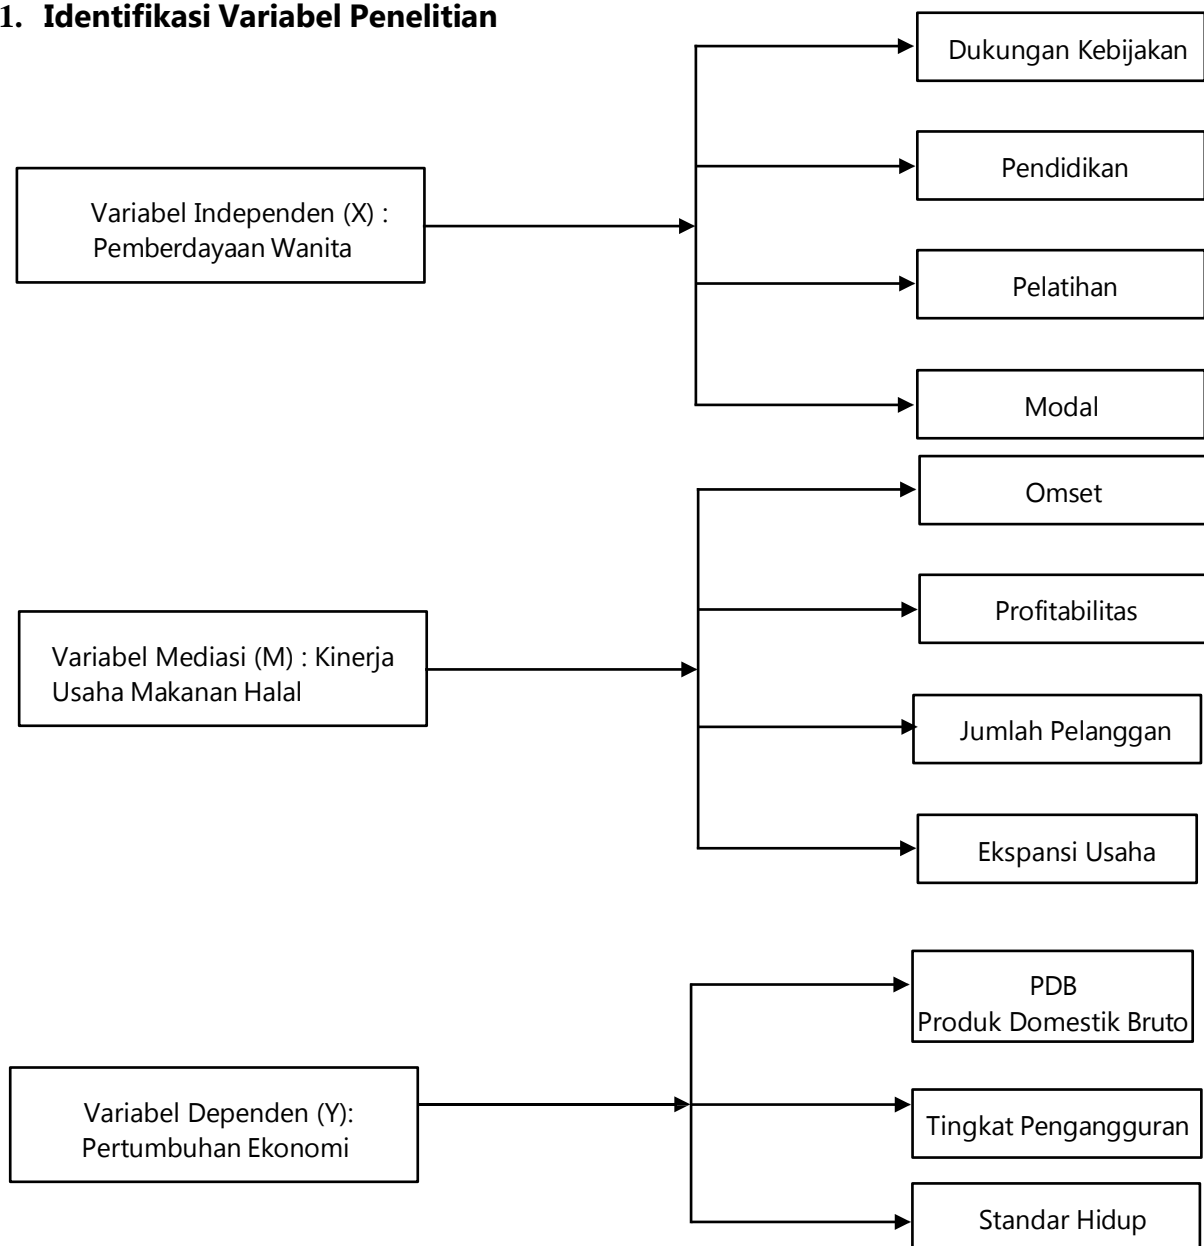 1. Identifikasi Variabel Penelitian
Dukungan Kebijakan
Pendidikan
Variabel Independen (X) :
Pemberdayaan Wanita
Pelatihan
Modal
Omset
Profitabilitas
Variabel Mediasi (M) : Kinerja
Usaha Makanan Halal
Jumlah Pelanggan
Ekspansi Usaha
PDB
Produk Domestik Bruto
Variabel Dependen (Y):
Pertumbuhan Ekonomi
Tingkat Pengangguran
Standar Hidup